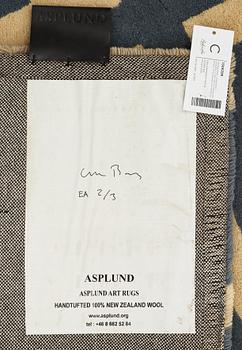 ASPLUND
C
EA 2/3
ASPLUND
ASPLUND ART RUGS
HANDTUFTED 100% NEW ZEALAND WOOL
www.asplund.org
tel : +46 8 662 52 84